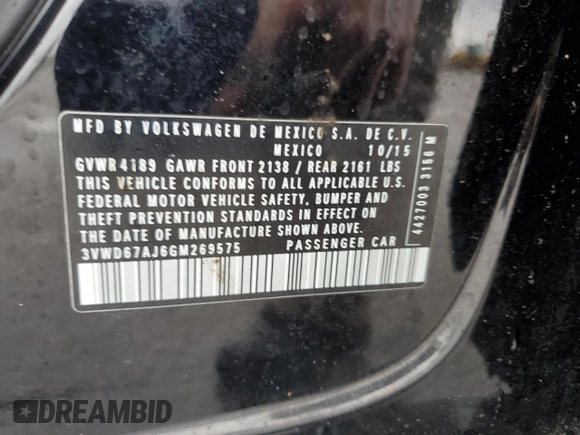 MFD BY VOLKSWAGEN DE MEXICO S.A. DE C.V.
MEXICO 10/15
GVWR 4189 GAWR FRONT 2138 / REAR 2161 LBS
THIS VEHICLE CONFORMS TO ALL APPLICABLE U.S.
FEDERAL MOTOR VEHICLE SAFETY, BUMPER AND
THEFT PREVENTION STANDARDS IN EFFECT ON
THE DATE OF MANUFACTURE SHOWN ABOVE.
3VWD67AJ6GM269575 PASSENGER CAR
4427003 3156 M
DREAMBID